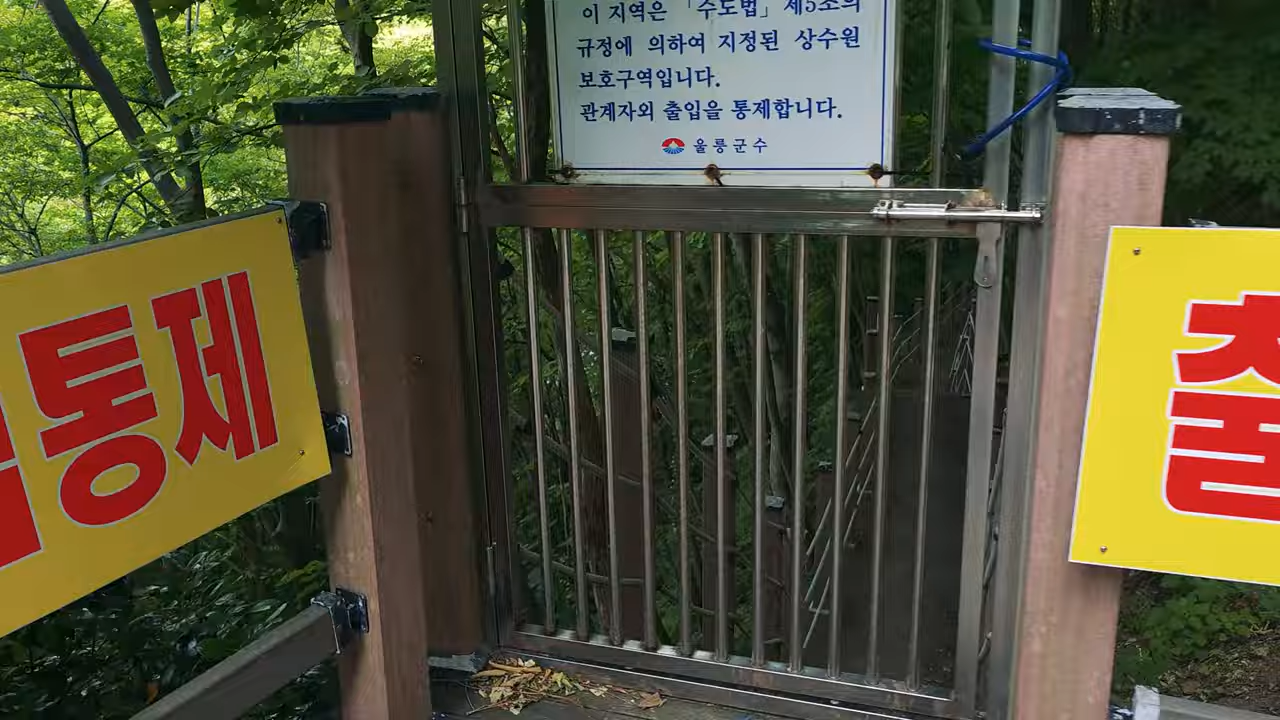 이 지역은 「수도법」 제5조의
규정에 의하여 지정된 상수원
보호구역입니다.
관계자외 출입을 통제합니다.
울릉군수
통제
출